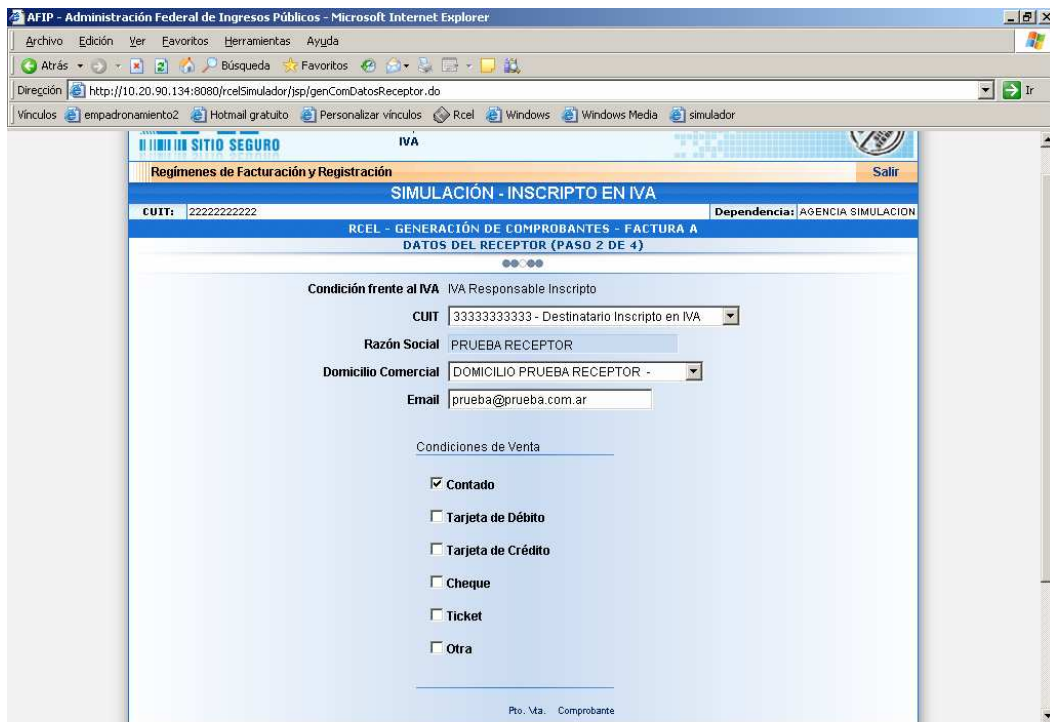 AFIP - Administración Federal de Ingresos Públicos - Microsoft Internet Explorer
Archivo Edición Ver Favoritos Herramientas Ayuda
Atrás Búsqueda Favoritos
Dirección http://10.20.90.134:8080/rcelSimulador/jsp/genComDatosReceptor.do Ir
Vínculos empadronamiento2 Hotmail gratuito Personalizar vínculos Rcel Windows Windows Media simulador
SITIO SEGURO IVA
Regímenes de Facturación y Registración Salir
SIMULACIÓN - INSCRIPTO EN IVA
CUIT: 22222222222 Dependencia: AGENCIA SIMULACION
RCEL - GENERACIÓN DE COMPROBANTES - FACTURA A
DATOS DEL RECEPTOR (PASO 2 DE 4)
Condición frente al IVA IVA Responsable Inscripto
CUIT 33333333333 - Destinatario Inscripto en IVA
Razón Social PRUEBA RECEPTOR
Domicilio Comercial DOMICILIO PRUEBA RECEPTOR -
Email prueba@prueba.com.ar
Condiciones de Venta
Contado
Tarjeta de Débito
Tarjeta de Crédito
Cheque
Ticket
Otra
Pto. Vta. Comprobante